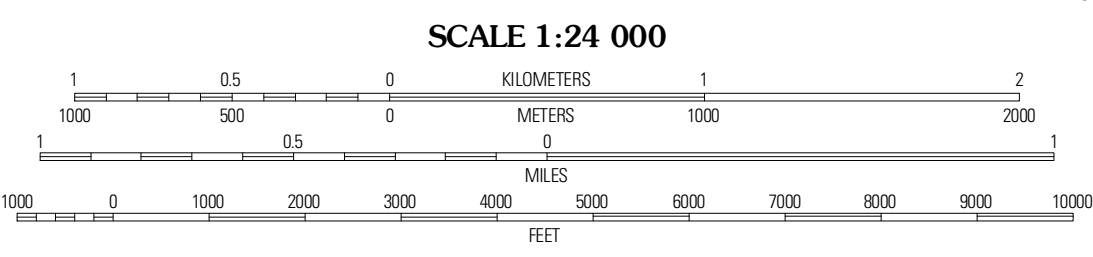 SCALE 1:24 000
1 0.5 0 KILOMETERS 1 2
1000 500 0 METERS 1000 2000
1 0.5 0 1
MILES
1000 0 1000 2000 3000 4000 5000 6000 7000 8000 9000 10000
FEET